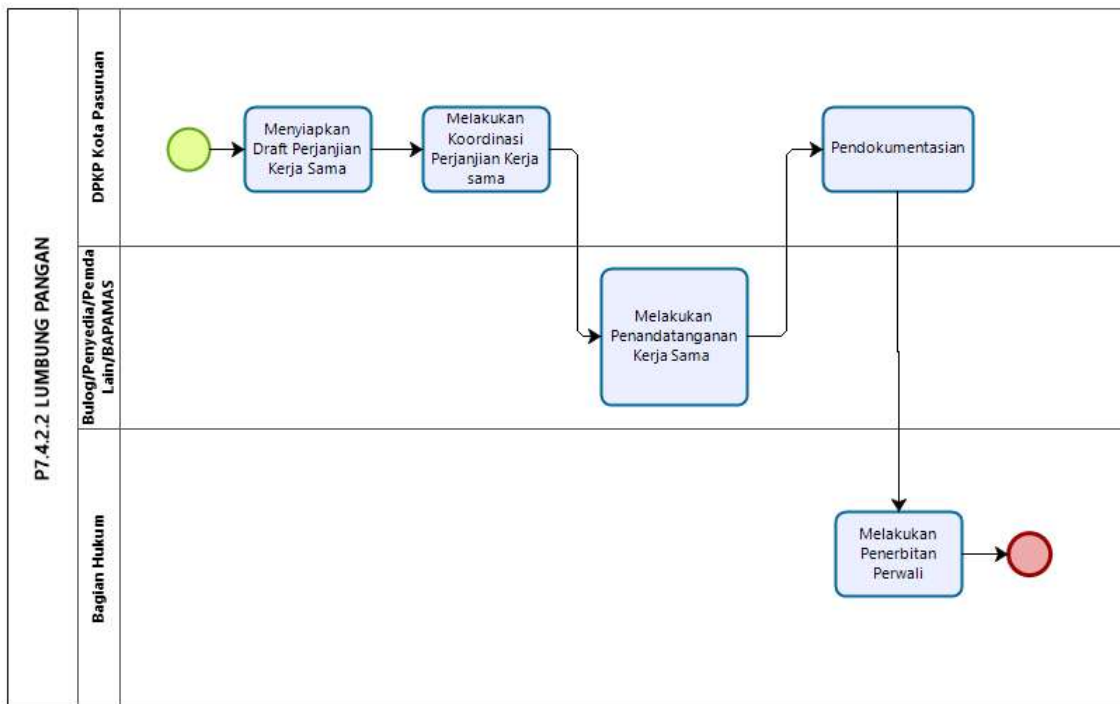 P7.4.2.2 LUMBUNG PANGAN
DPKP Kota Pasuruan
Menyiapkan
Draft Perjanjian
Kerja Sama
Melakukan
Koordinasi
Perjanjian Kerja
sama
Pendokumentasian
Bulog/Penyedia/Pemda
Lain/BAPAMAS
Melakukan
Penandatanganan
Kerja Sama
Bagian Hukum
Melakukan
Penerbitan
Perwali